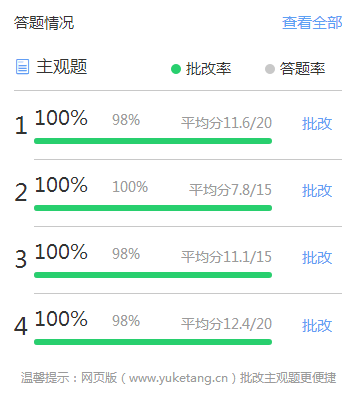 答题情况 查看全部
主观题 批改率 答题率
1 100% 98% 平均分11.6/20 批改
2 100% 100% 平均分7.8/15 批改
3 100% 98% 平均分11.1/15 批改
4 100% 98% 平均分12.4/20 批改
温馨提示：网页版（www.yuketang.cn）批改主观题更便捷